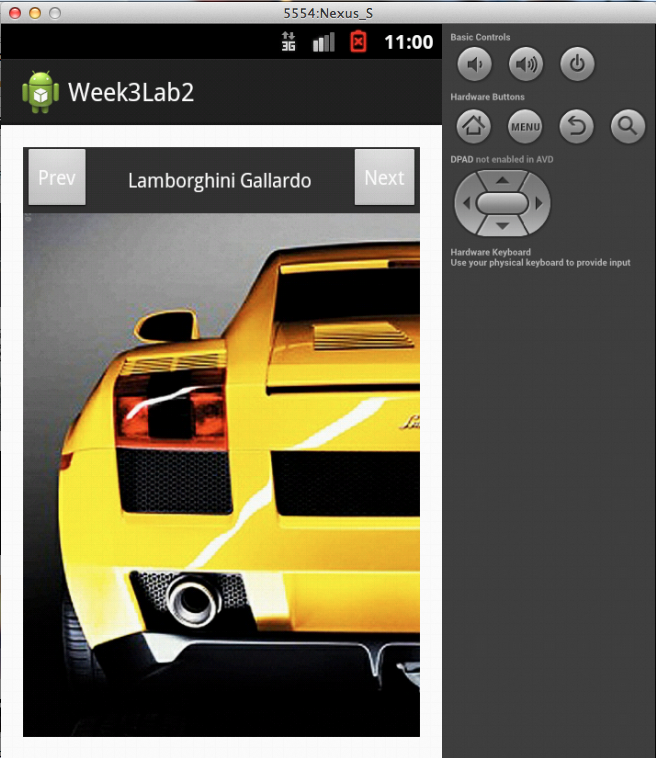 5554:Nexus_S
3G 11:00
Week3Lab2
Prev Lamborghini Gallardo Next
Basic Controls
Hardware Buttons
MENU
DPAD not enabled in AVD
Hardware Keyboard
Use your physical keyboard to provide input